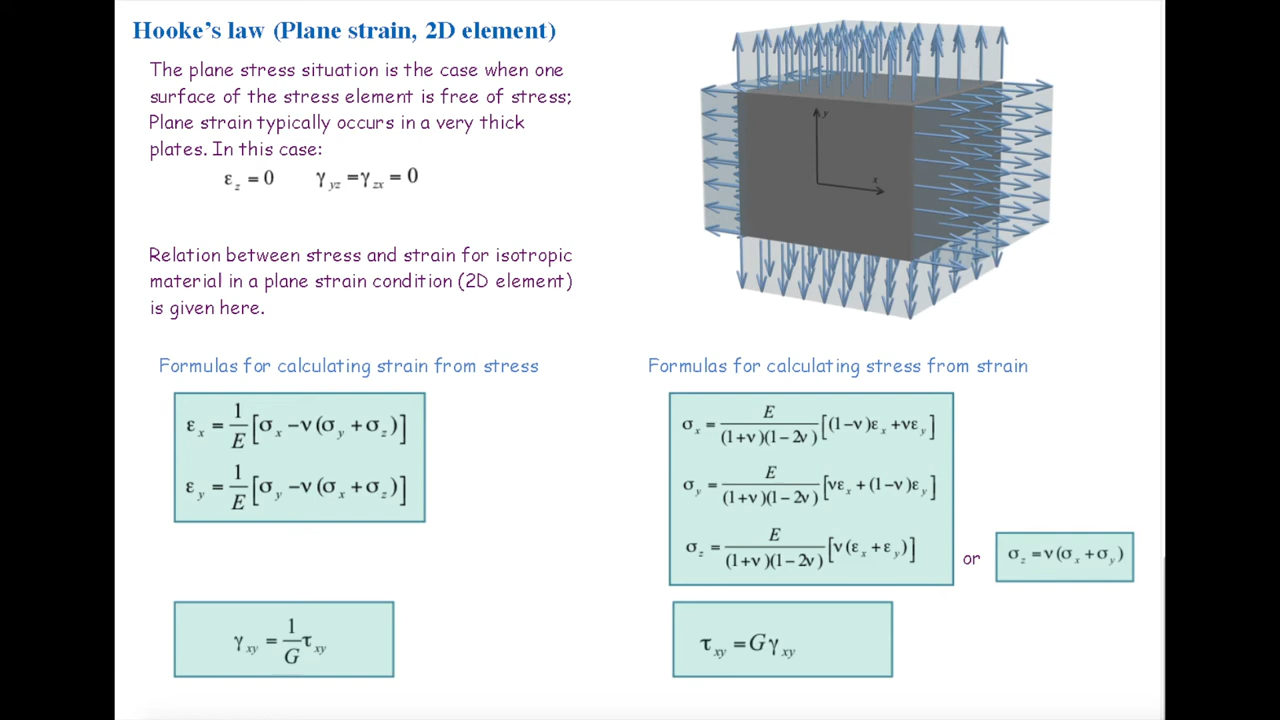 Hooke's law (Plane strain, 2D element)
The plane stress situation is the case when one
surface of the stress element is free of stress;
Plane strain typically occurs in a very thick
plates. In this case:
ε_z = 0 γ_yz =γ_zx = 0
y
x
Relation between stress and strain for isotropic
material in a plane strain condition (2D element)
is given here.
Formulas for calculating strain from stress
ε_x = 1/E [σ_x −ν(σ_y +σ_z)]
ε_y = 1/E [σ_y −ν(σ_x +σ_z)]
γ_xy = 1/G τ_xy
Formulas for calculating stress from strain
σ_x = E/((1+ν)(1−2ν)) [(1−ν)ε_x +νε_y]
σ_y = E/((1+ν)(1−2ν)) [νε_x +(1−ν)ε_y]
σ_z = E/((1+ν)(1−2ν)) [ν(ε_x +ε_y)]
or
σ_z =ν(σ_x +σ_y)
τ_xy =Gγ_xy